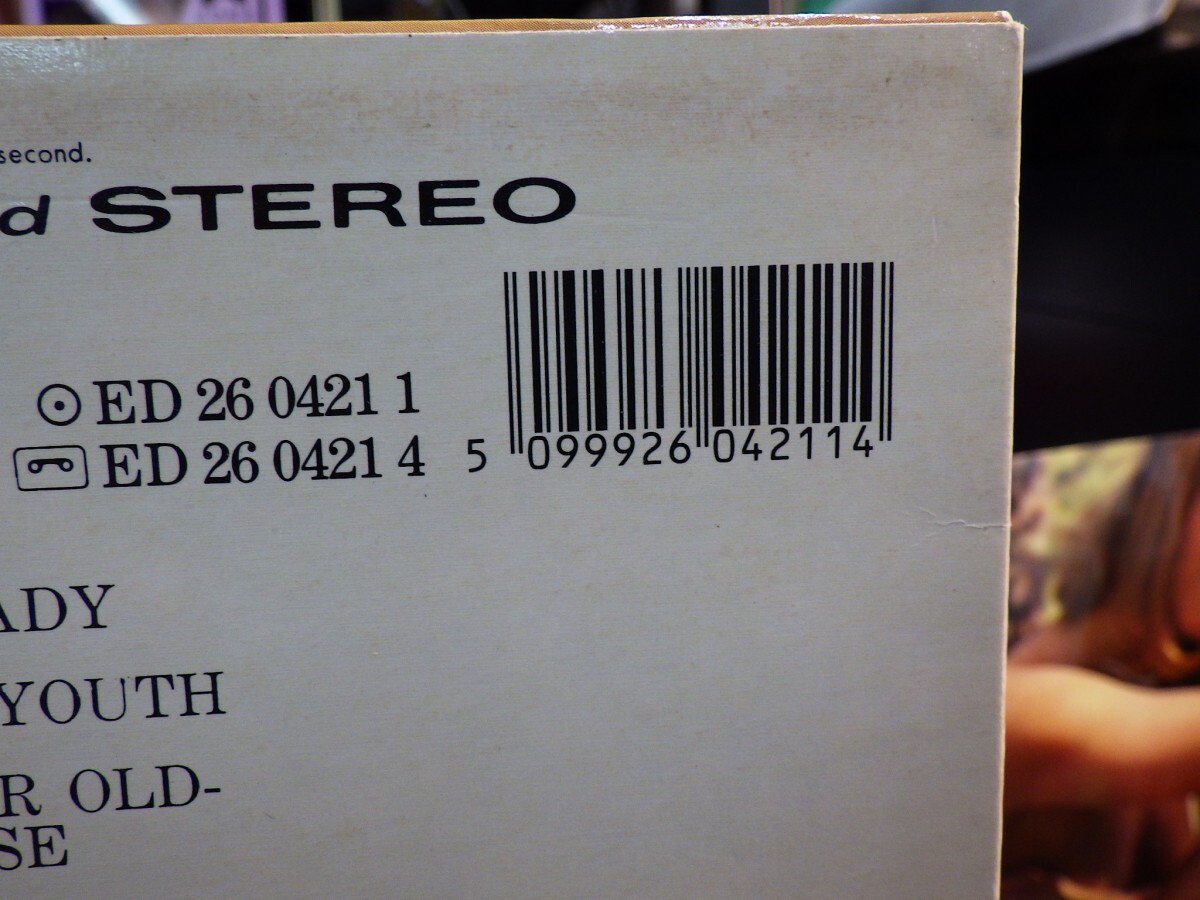 second.
d STEREO
ED 26 0421 1
ED 26 0421 4
5 099926 042114
ADY
YOUTH
R OLD-
SE